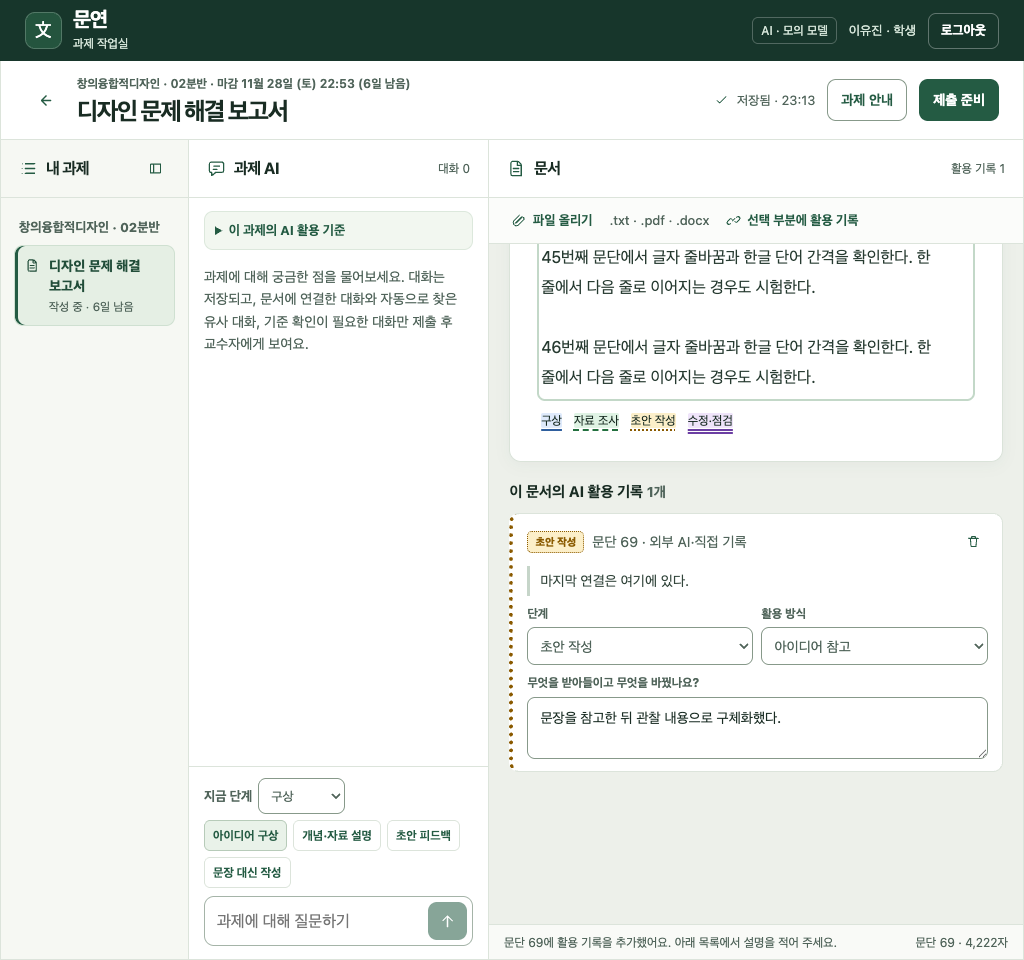 文
문연
과제 작업실
AI · 모의 모델
이유진 · 학생
로그아웃
창의융합적디자인 · 02분반 · 마감 11월 28일 (토) 22:53 (6일 남음)
디자인 문제 해결 보고서
저장됨 · 23:13
과제 안내
제출 준비
내 과제
창의융합적디자인 · 02분반
디자인 문제 해결
보고서
작성 중 · 6일 남음
과제 AI
대화 0
이 과제의 AI 활용 기준
과제에 대해 궁금한 점을 물어보세요. 대화는
저장되고, 문서에 연결한 대화와 자동으로 찾은
유사 대화, 기준 확인이 필요한 대화만 제출 후
교수자에게 보여요.
지금 단계
구상
아이디어 구상
개념·자료 설명
초안 피드백
문장 대신 작성
과제에 대해 질문하기
문서
활용 기록 1
파일 올리기
.txt · .pdf · .docx
선택 부분에 활용 기록
45번째 문단에서 글자 줄바꿈과 한글 단어 간격을 확인한다. 한
줄에서 다음 줄로 이어지는 경우도 시험한다.
46번째 문단에서 글자 줄바꿈과 한글 단어 간격을 확인한다. 한
줄에서 다음 줄로 이어지는 경우도 시험한다.
구상
자료 조사
초안 작성
수정·점검
이 문서의 AI 활용 기록 1개
초안 작성
문단 69 · 외부 AI·직접 기록
마지막 연결은 여기에 있다.
단계
활용 방식
초안 작성
아이디어 참고
무엇을 받아들이고 무엇을 바꿨나요?
문장을 참고한 뒤 관찰 내용으로 구체화했다.
문단 69에 활용 기록을 추가했어요. 아래 목록에서 설명을 적어 주세요.
문단 69 · 4,222자